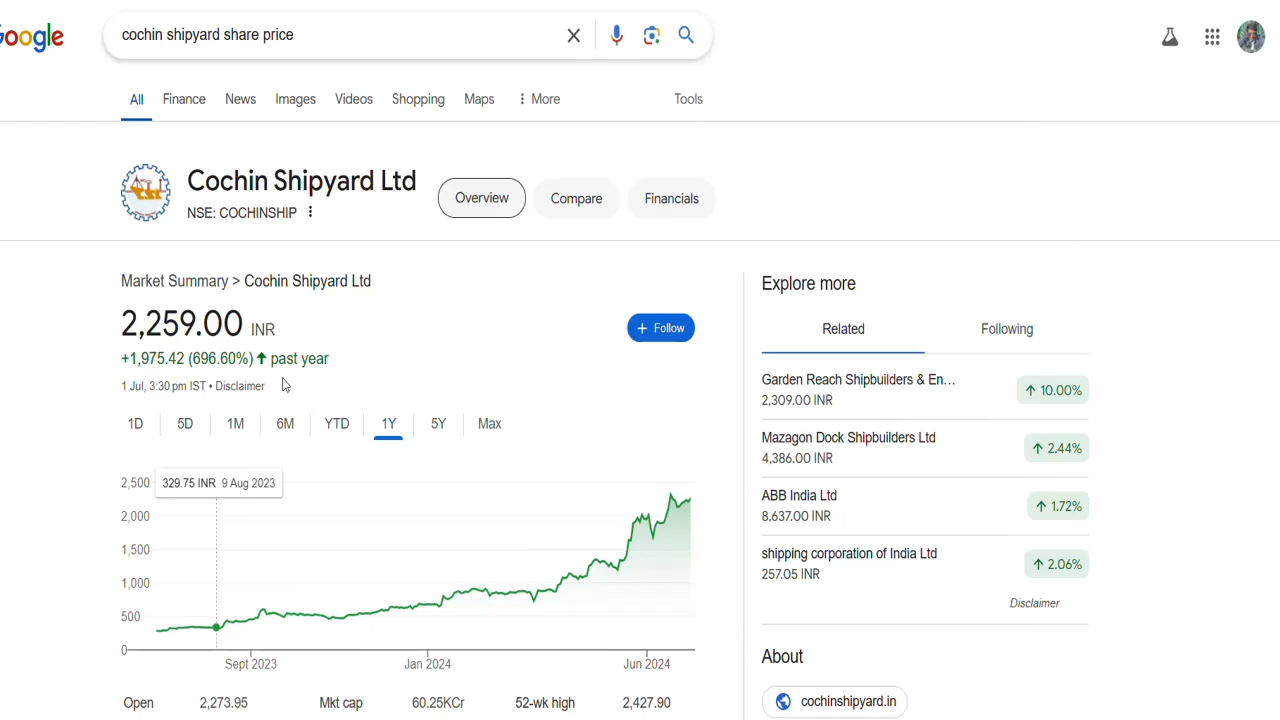 Google
cochin shipyard share price
All Finance News Images Videos Shopping Maps More Tools
Cochin Shipyard Ltd
NSE: COCHINSHIP
Overview Compare Financials
Market Summary > Cochin Shipyard Ltd
2,259.00 INR
+ Follow
+1,975.42 (696.60%) ↑ past year
1 Jul, 3:30 pm IST • Disclaimer
1D 5D 1M 6M YTD 1Y 5Y Max
329.75 INR 9 Aug 2023
2,500
2,000
1,500
1,000
500
0
Sept 2023 Jan 2024 Jun 2024
Open 2,273.95 Mkt cap 60.25KCr 52-wk high 2,427.90
Explore more
Related Following
Garden Reach Shipbuilders & En…
2,309.00 INR
↑ 10.00%
Mazagon Dock Shipbuilders Ltd
4,386.00 INR
↑ 2.44%
ABB India Ltd
8,637.00 INR
↑ 1.72%
shipping corporation of India Ltd
257.05 INR
↑ 2.06%
Disclaimer
About
cochinshipyard.in